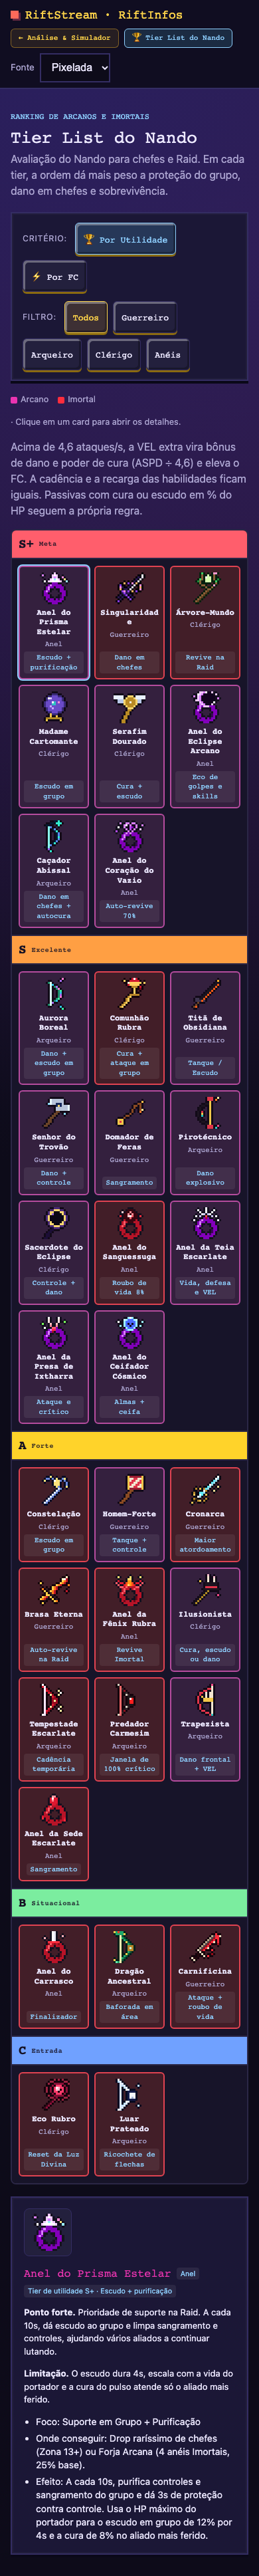 RiftStream · RiftInfos
← Análise & Simulador
🏆 Tier List do Nando
Fonte
Pixelada
RANKING DE ARCANOS E IMORTAIS
Tier List do Nando
Avaliação do Nando para chefes e Raid. Em cada
tier, a ordem dá mais peso a proteção do grupo,
dano em chefes e sobrevivência.
CRITÉRIO:
🏆 Por Utilidade
⚡ Por FC
FILTRO:
Todos
Guerreiro
Arqueiro
Clérigo
Anéis
Arcano
Imortal
· Clique em um card para abrir os detalhes.
Acima de 4,6 ataques/s, a VEL extra vira bônus
de dano e poder de cura (ASPD ÷ 4,6) e eleva o
FC. A cadência e a recarga das habilidades ficam
iguais. Passivas com cura ou escudo em % do
HP seguem a própria regra.
S+ Meta
Anel do
Prisma
Estelar
Anel
Escudo +
purificação
Singularidad
e
Guerreiro
Dano em
chefes
Árvore-Mundo
Clérigo
Revive na
Raid
Madame
Cartomante
Clérigo
Escudo em
grupo
Serafim
Dourado
Clérigo
Cura +
escudo
Anel do
Eclipse
Arcano
Anel
Eco de
golpes e
skills
Caçador
Abissal
Arqueiro
Dano em
chefes +
autocura
Anel do
Coração do
Vazio
Anel
Auto-revive
70%
S Excelente
Aurora
Boreal
Arqueiro
Dano +
escudo em
grupo
Comunhão
Rubra
Clérigo
Cura +
ataque em
grupo
Titã de
Obsidiana
Guerreiro
Tanque /
Escudo
Senhor do
Trovão
Guerreiro
Dano +
controle
Domador de
Feras
Guerreiro
Sangramento
Pirotécnico
Arqueiro
Dano
explosivo
Sacerdote do
Eclipse
Clérigo
Controle +
dano
Anel do
Sanguessuga
Anel
Roubo de
vida 8%
Anel da Teia
Escarlate
Anel
Vida, defesa
e VEL
Anel da
Presa de
Ixtharra
Anel
Ataque e
crítico
Anel do
Ceifador
Cósmico
Anel
Almas +
ceifa
A Forte
Constelação
Clérigo
Escudo em
grupo
Homem-Forte
Guerreiro
Tanque +
controle
Cronarca
Guerreiro
Maior
atordoamento
Brasa Eterna
Guerreiro
Auto-revive
na Raid
Anel da
Fênix Rubra
Anel
Revive
Imortal
Ilusionista
Clérigo
Cura, escudo
ou dano
Tempestade
Escarlate
Arqueiro
Cadência
temporária
Predador
Carmesim
Arqueiro
Janela de
100% crítico
Trapezista
Arqueiro
Dano frontal
+ VEL
Anel da Sede
Escarlate
Anel
Sangramento
B Situacional
Anel do
Carrasco
Anel
Finalizador
Dragão
Ancestral
Arqueiro
Baforada em
área
Carnificina
Guerreiro
Ataque +
roubo de
vida
C Entrada
Eco Rubro
Clérigo
Reset da Luz
Divina
Luar
Prateado
Arqueiro
Ricochete de
flechas
Anel do Prisma Estelar Anel
Tier de utilidade S+ · Escudo + purificação
Ponto forte. Prioridade de suporte na Raid. A cada
10s, dá escudo ao grupo e limpa sangramento e
controles, ajudando vários aliados a continuar
lutando.
Limitação. O escudo dura 4s, escala com a vida do
portador e a cura do pulso atende só o aliado mais
ferido.
• Foco: Suporte em Grupo + Purificação
• Onde conseguir: Drop raríssimo de chefes
(Zona 13+) ou Forja Arcana (4 anéis Imortais,
25% base).
• Efeito: A cada 10s, purifica controles e
sangramento do grupo e dá 3s de proteção
contra controle. Usa o HP máximo do
portador para o escudo em grupo de 12% por
4s e a cura de 8% no aliado mais ferido.